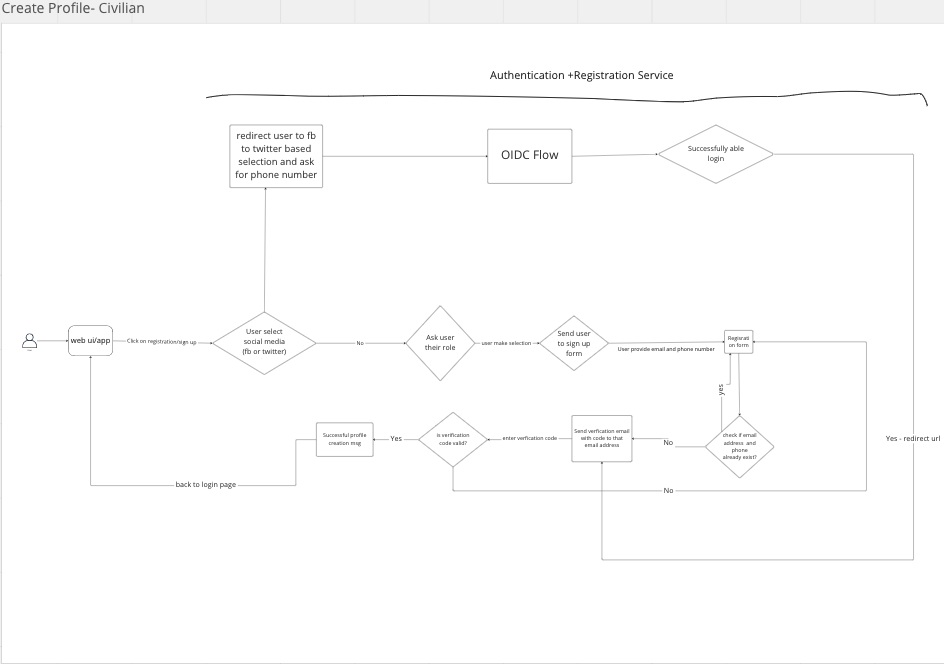 Create Profile- Civilian
Authentication +Registration Service
redirect user to fb
to twitter based
selection and ask
for phone number
OIDC Flow
Successfully able
login
web ui/app
Click on registration/sign up
User select
social media
(fb or twitter)
No
Ask user
their role
user make selection
Send user
to sign up
form
User provide email and phone number
Registrati
on form
yes
check if email
address and
phone
already exist?
No
Send verfication email
with code to that
email address
enter verfication code
is verification
code valid?
Yes
Successful profile
creation msg
back to login page
No
Yes - redirect url